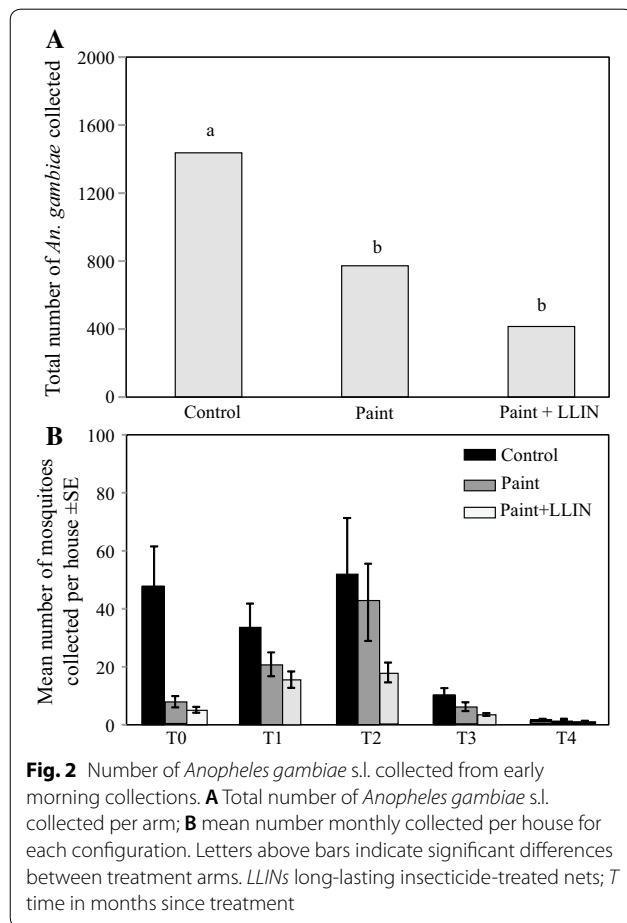 A
Total number of An. gambiae collected
2000
1600
1200
800
400
0
a
b
b
Control
Paint
Paint + LLIN
B
Mean number of mosquitoes
collected per house ±SE
100
80
60
40
20
0
Control
Paint
Paint+LLIN
T0
T1
T2
T3
T4
Fig. 2 Number of Anopheles gambiae s.l. collected from early
morning collections. A Total number of Anopheles gambiae s.l.
collected per arm; B mean number monthly collected per house for
each configuration. Letters above bars indicate significant differences
between treatment arms. LLINs long-lasting insecticide-treated nets; T
time in months since treatment